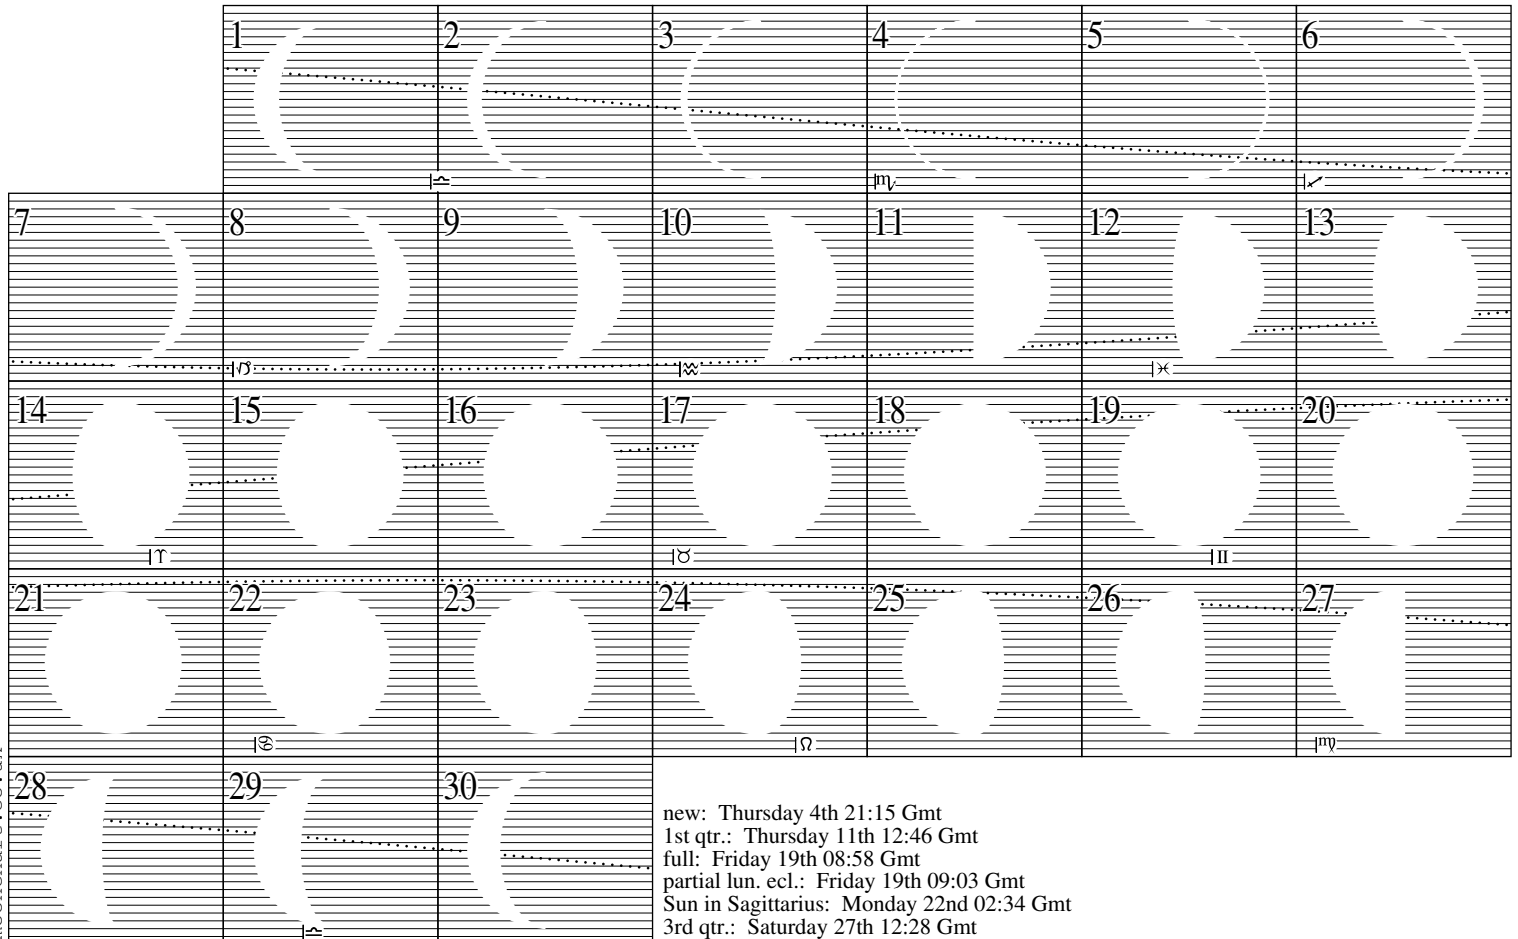 1 2 3 4 5 6
♎ ♏ ♐
7 8 9 10 11 12 13
♑ ♒ ♓
14 15 16 17 18 19 20
♈ ♉ ♊
21 22 23 24 25 26 27
♋ ♌ ♍
28 29 30
♎
new: Thursday 4th 21:15 Gmt
1st qtr.: Thursday 11th 12:46 Gmt
full: Friday 19th 08:58 Gmt
partial lun. ecl.: Friday 19th 09:03 Gmt
Sun in Sagittarius: Monday 22nd 02:34 Gmt
3rd qtr.: Saturday 27th 12:28 Gmt